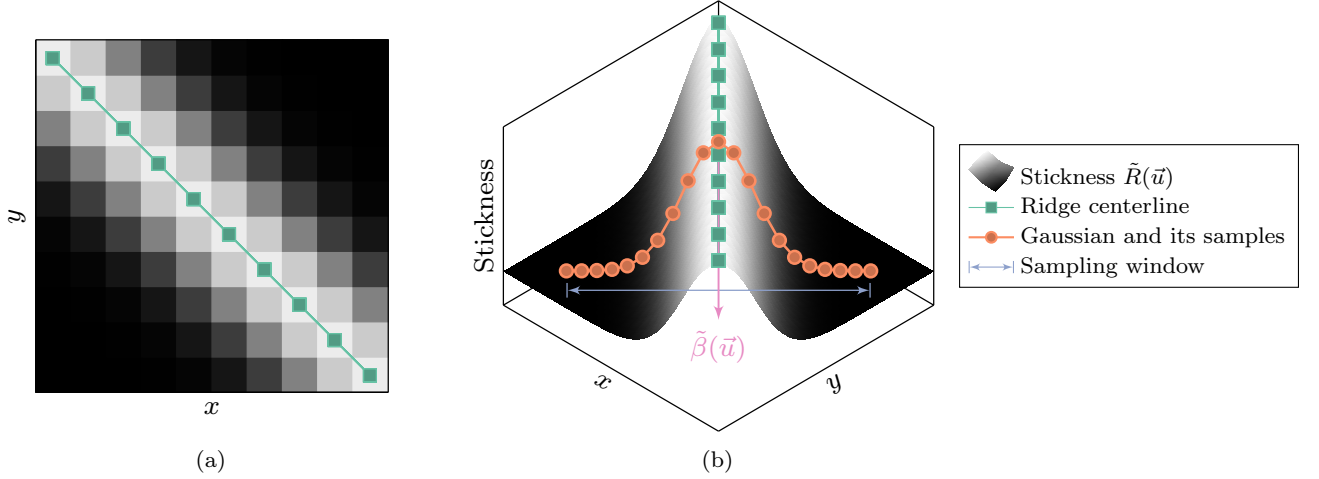 y
x
(a)
Stickness
x
y
β̃(u⃗)
(b)
Stickness R̃(u⃗)
Ridge centerline
Gaussian and its samples
Sampling window